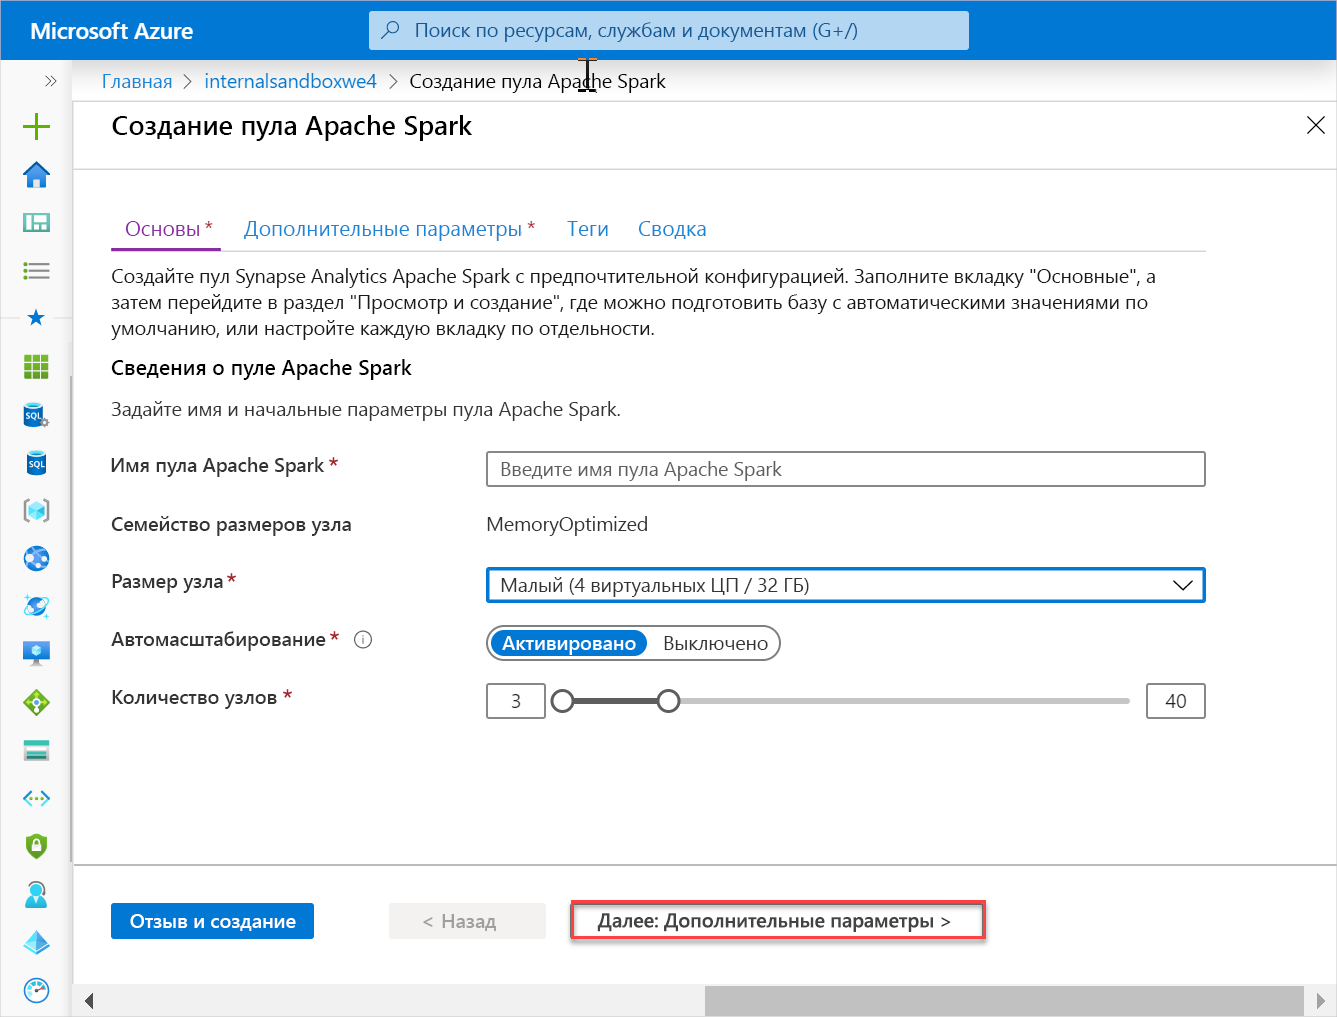 Microsoft Azure
Поиск по ресурсам, службам и документам (G+/)
Главная > internalsandboxwe4 > Создание пула Apache Spark
Создание пула Apache Spark
Основы * Дополнительные параметры * Теги Сводка
Создайте пул Synapse Analytics Apache Spark с предпочтительной конфигурацией. Заполните вкладку "Основные", а
затем перейдите в раздел "Просмотр и создание", где можно подготовить базу с автоматическими значениями по
умолчанию, или настройте каждую вкладку по отдельности.
Сведения о пуле Apache Spark
Задайте имя и начальные параметры пула Apache Spark.
Имя пула Apache Spark * Введите имя пула Apache Spark
Семейство размеров узла MemoryOptimized
Размер узла * Малый (4 виртуальных ЦП / 32 ГБ)
Автомасштабирование * Активировано Выключено
Количество узлов * 3 40
Отзыв и создание < Назад Далее: Дополнительные параметры >